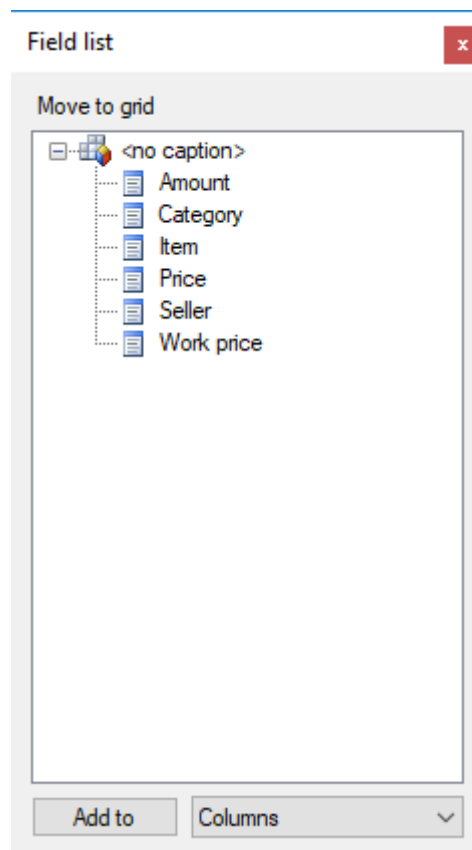 Field list
x
Move to grid
<no caption>
Amount
Category
Item
Price
Seller
Work price
Add to
Columns